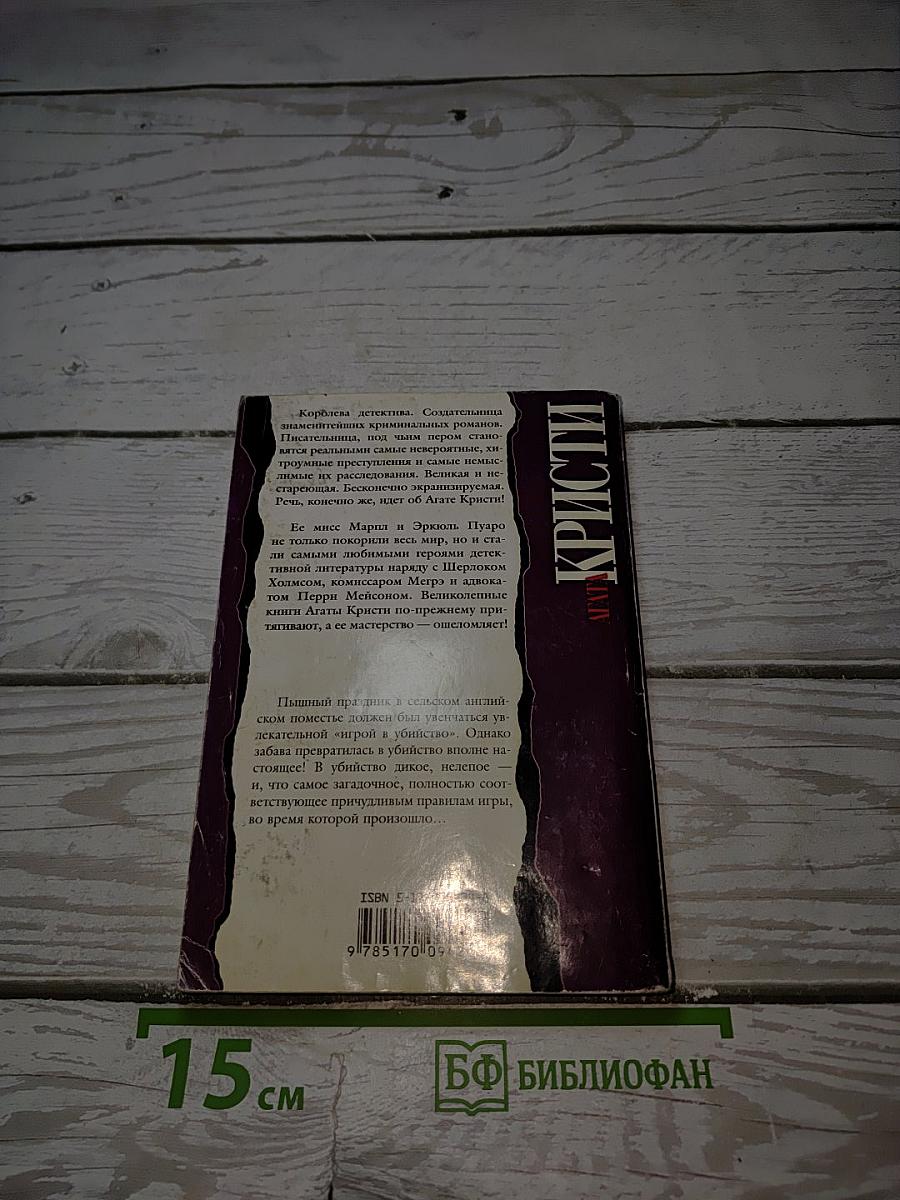 Королева детектива. Создательница
знаменитейших криминальных романов.
Писательница, под чьим пером стано-
вятся реальными самые невероятные, хи-
троумные преступления и самые немыс-
лимые их расследования. Великая и не-
стареющая. Бесконечно экранизируемая.
Речь, конечно же, идет об Агате Кристи!
Ее мисс Марпл и Эркюль Пуаро
не только покорили весь мир, но и ста-
ли самыми любимыми героями детек-
тивной литературы наряду с Шерлоком
Холмсом, комиссаром Мегрэ и адвока-
том Перри Мейсоном. Великолепные
книги Агаты Кристи по-прежнему при-
тягивают, а ее мастерство — ошеломляет!
Пышный праздник в сельском англий-
ском поместье должен был увенчаться ув-
лекательной «игрой в убийство». Однако
забава превратилась в убийство вполне на-
стоящее! В убийство дикое, нелепое —
и, что самое загадочное, полностью соот-
ветствующее причудливым правилам игры,
во время которой произошло...
ISBN
9 785170 09
АГАТА
КРИСТИ
15 см
БФ БИБЛИОФАН